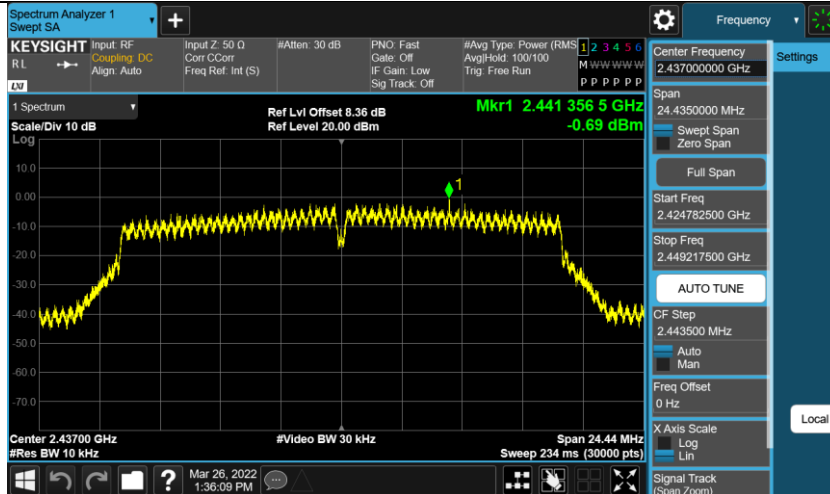 Spectrum Analyzer 1
Swept SA
+
Frequency
KEYSIGHT
RL
LXI
Input: RF
Coupling: DC
Align: Auto
Input Z: 50 Ω
Corr CCorr
Freq Ref: Int (S)
#Atten: 30 dB
PNO: Fast
Gate: Off
IF Gain: Low
Sig Track: Off
#Avg Type: Power (RMS
Avg|Hold: 100/100
Trig: Free Run
1 2 3 4 5 6
M W W W W W
P P P P P P
1 Spectrum
Scale/Div 10 dB
Log
Ref Lvl Offset 8.36 dB
Ref Level 20.00 dBm
Mkr1 2.441 356 5 GHz
-0.69 dBm
1
10.0
0.00
-10.0
-20.0
-30.0
-40.0
-50.0
-60.0
-70.0
Center 2.43700 GHz
#Res BW 10 kHz
#Video BW 30 kHz
Span 24.44 MHz
Sweep 234 ms (30000 pts)
Center Frequency
2.437000000 GHz
Settings
Span
24.4350000 MHz
Swept Span
Zero Span
Full Span
Start Freq
2.424782500 GHz
Stop Freq
2.449217500 GHz
AUTO TUNE
CF Step
2.443500 MHz
Auto
Man
Freq Offset
0 Hz
X Axis Scale
Log
Lin
Local
Signal Track
(Span Zoom)
?
Mar 26, 2022
1:36:09 PM